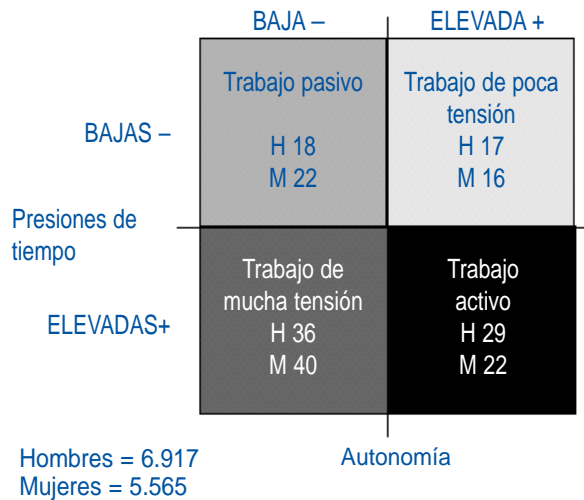 BAJA –
ELEVADA +
BAJAS –
Trabajo pasivo
H 18
M 22
Trabajo de poca
tensión
H 17
M 16
Presiones de
tiempo
ELEVADAS+
Trabajo de
mucha tensión
H 36
M 40
Trabajo
activo
H 29
M 22
Autonomía
Hombres = 6.917
Mujeres = 5.565